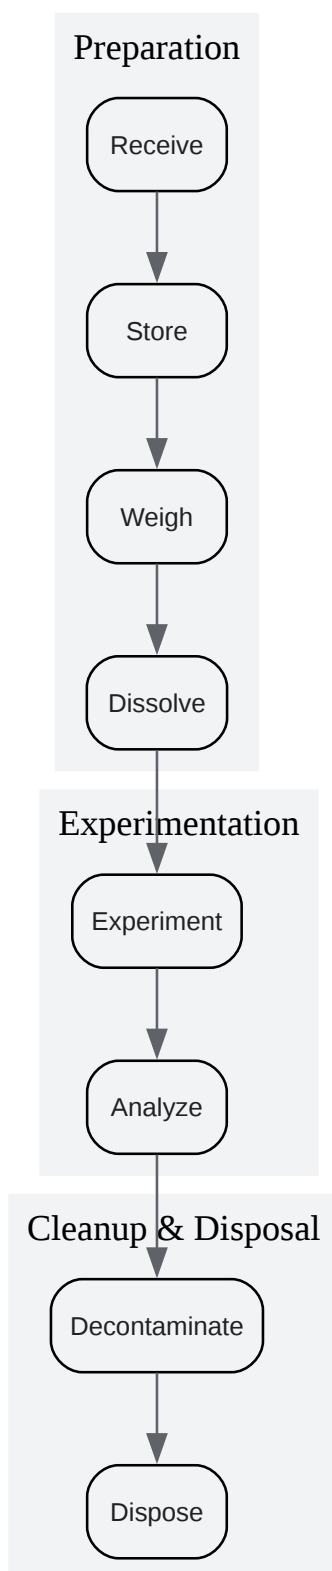 Preparation
Receive
Store
Weigh
Dissolve
Experimentation
Experiment
Analyze
Cleanup & Disposal
Decontaminate
Dispose